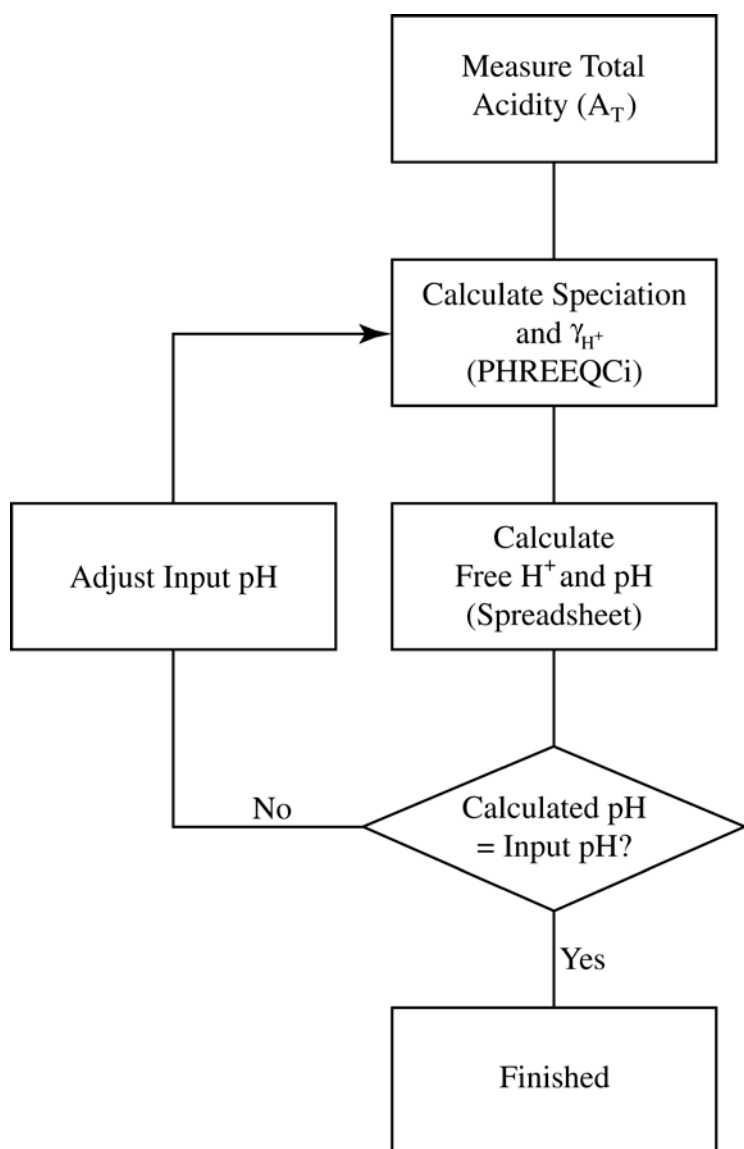 Measure Total
Acidity (A_T)
Calculate Speciation
and γ_H⁺
(PHREEQCi)
Calculate
Free H⁺ and pH
(Spreadsheet)
Adjust Input pH
Calculated pH
= Input pH?
No
Yes
Finished